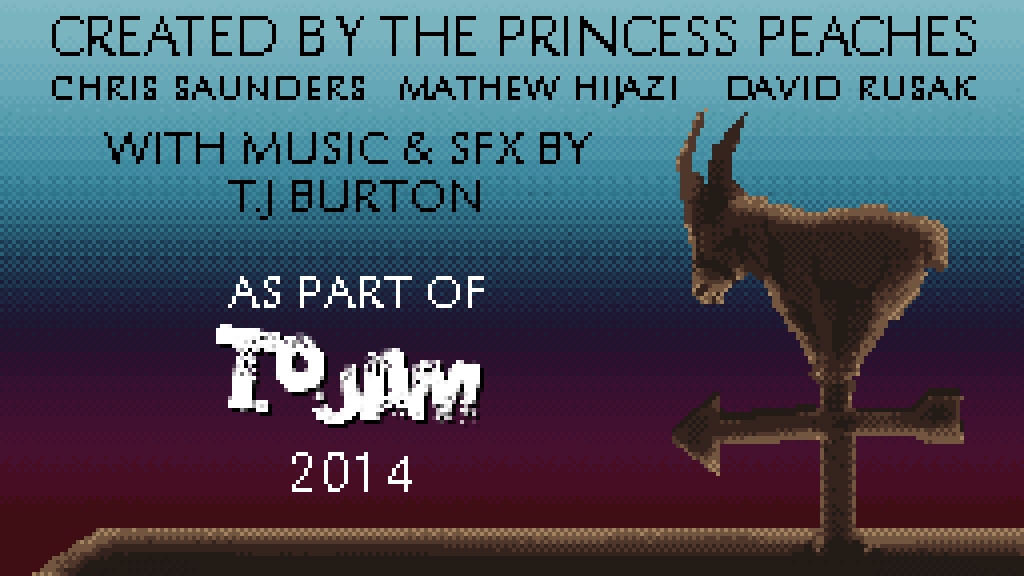 CREATED BY THE PRINCESS PEACHES
CHRIS SAUNDERS MATHEW HIJAZI DAVID RUSAK
WITH MUSIC & SFX BY
TJ BURTON
AS PART OF
TOJAM
2014